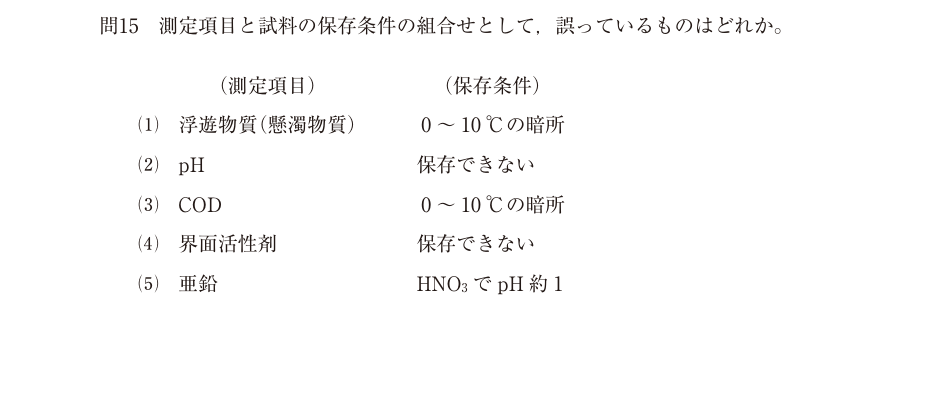 問15 測定項目と試料の保存条件の組合せとして，誤っているものはどれか。
（測定項目） （保存条件）
⑴ 浮遊物質（懸濁物質） 0 ～ 10 ℃の暗所
⑵ pH 保存できない
⑶ COD 0 ～ 10 ℃の暗所
⑷ 界面活性剤 保存できない
⑸ 亜鉛 HNO₃ で pH 約 1